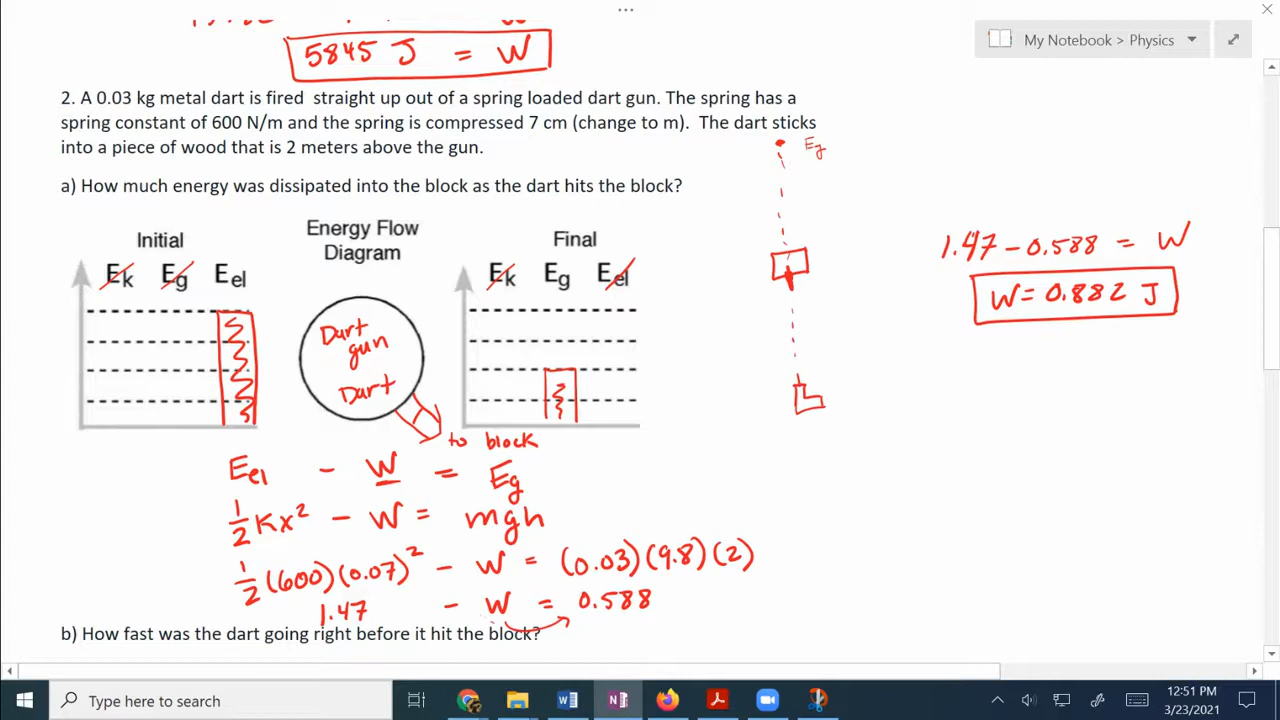 My Notebook > Physics
5845 J = W
2. A 0.03 kg metal dart is fired straight up out of a spring loaded dart gun. The spring has a
spring constant of 600 N/m and the spring is compressed 7 cm (change to m). The dart sticks
into a piece of wood that is 2 meters above the gun.
Eg
a) How much energy was dissipated into the block as the dart hits the block?
Initial
Ek Eg Eel
Energy Flow
Diagram
Dart
gun
Dart
Final
Ek Eg Eel
1.47 - 0.588 = W
W = 0.882 J
to block
Eel - W = Eg
1/2 Kx² - W = mgh
1/2 (600)(0.07)² - W = (0.03)(9.8)(2)
1.47 - W = 0.588
b) How fast was the dart going right before it hit the block?
Type here to search
12:51 PM
3/23/2021